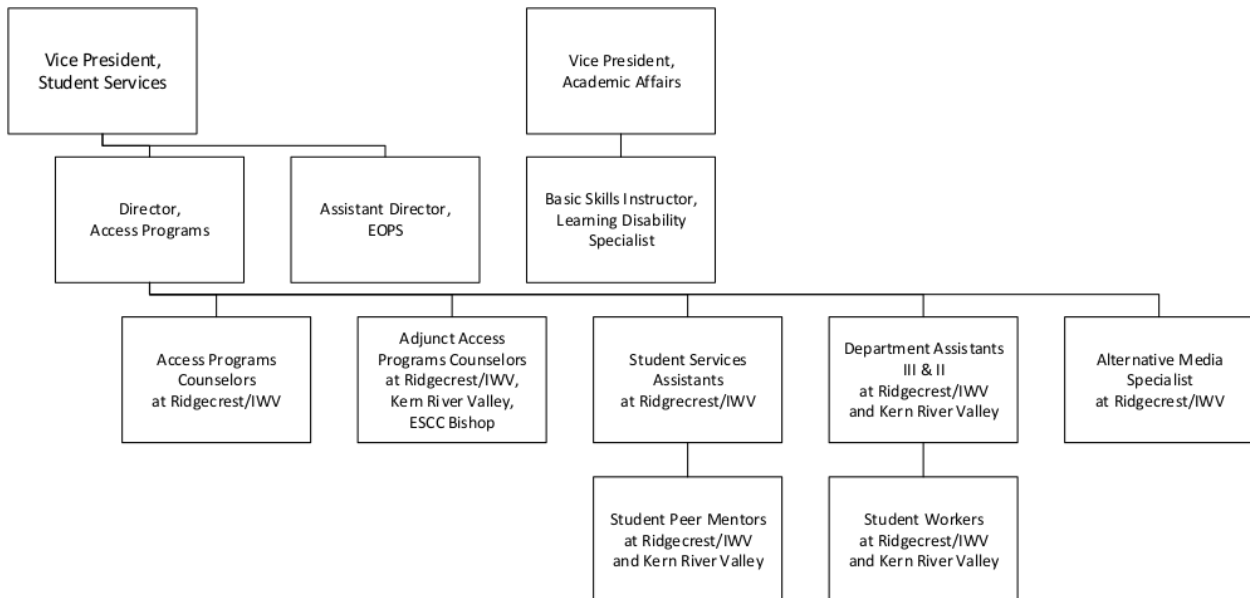 Vice President,
Student Services
Vice President,
Academic Affairs
Director,
Access Programs
Assistant Director,
EOPS
Basic Skills Instructor,
Learning Disability
Specialist
Access Programs
Counselors
at Ridgecrest/IWV
Adjunct Access
Programs Counselors
at Ridgecrest/IWV,
Kern River Valley,
ESCC Bishop
Student Services
Assistants
at Ridgrecrest/IWV
Department Assistants
III & II
at Ridgecrest/IWV
and Kern River Valley
Alternative Media
Specialist
at Ridgecrest/IWV
Student Peer Mentors
at Ridgecrest/IWV
and Kern River Valley
Student Workers
at Ridgecrest/IWV
and Kern River Valley